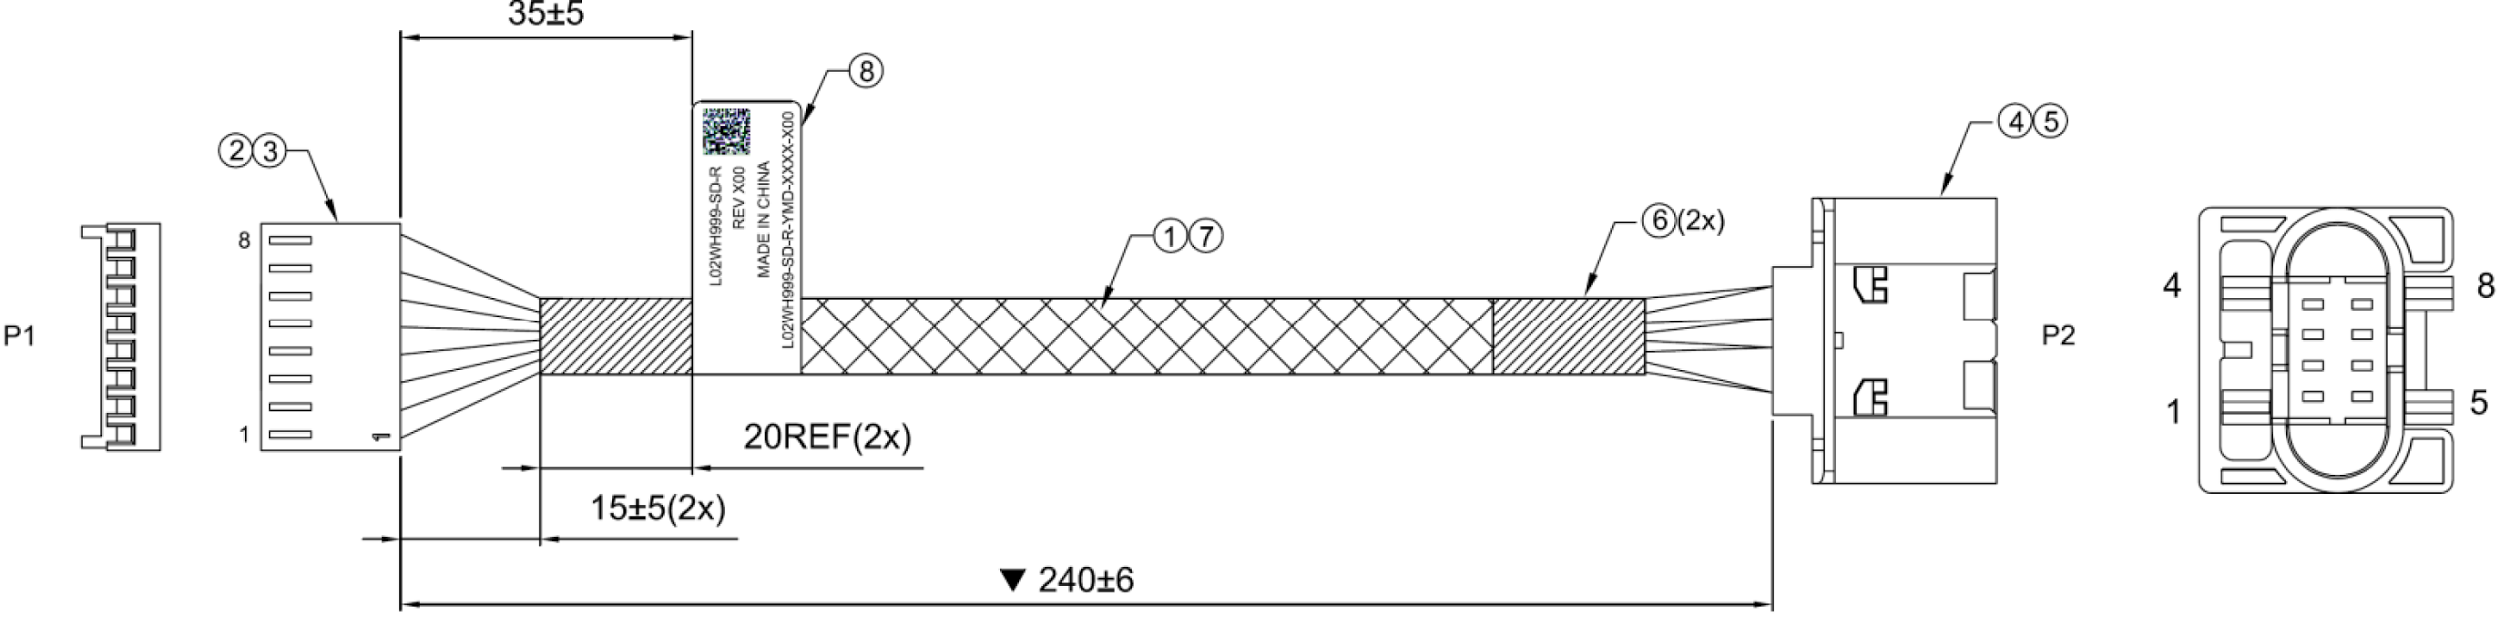 35±5
⑧
②③
④⑤
L02WH999-SD-R
REV X00
MADE IN CHINA
L02WH999-SD-R-YMD-XXXX-X00
①⑦
⑥(2x)
8
1
1
P1
P2
4
8
1
5
20REF(2x)
15±5(2x)
▼ 240±6